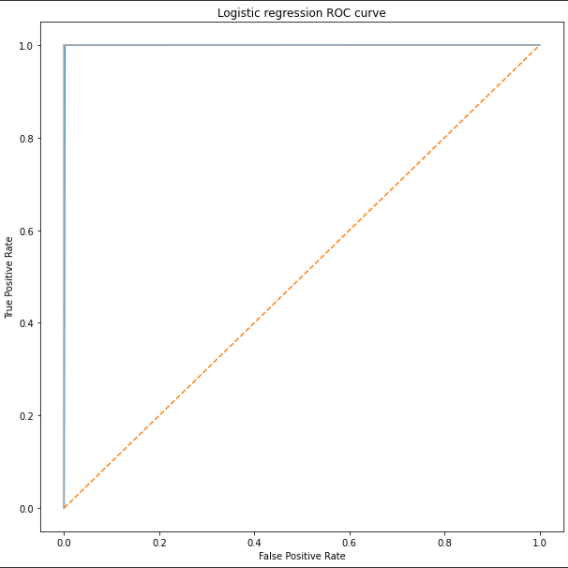 Logistic regression ROC curve
1.0
0.8
0.6
0.4
0.2
0.0
True Positive Rate
0.0 0.2 0.4 0.6 0.8 1.0
False Positive Rate